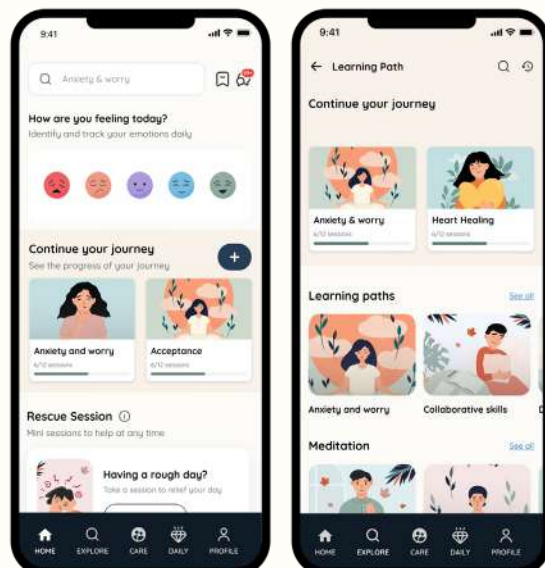 9:41
Anxiety & worry
How are you feeling today?
Identify and track your emotions daily
Continue your journey
See the progress of your journey
+
Anxiety and worry
6/12 sessions
Acceptance
6/12 sessions
Rescue Session
Mini sessions to help at any time
Having a rough day?
Take a session to relief your day
HOME
EXPLORE
CARE
DAILY
PROFILE
9:41
Learning Path
Continue your journey
Anxiety & worry
6/12 sessions
Heart Healing
6/12 sessions
Learning paths
See all
Anxiety and worry
Collaborative skills
Meditation
See all
HOME
EXPLORE
CARE
DAILY
PROFILE